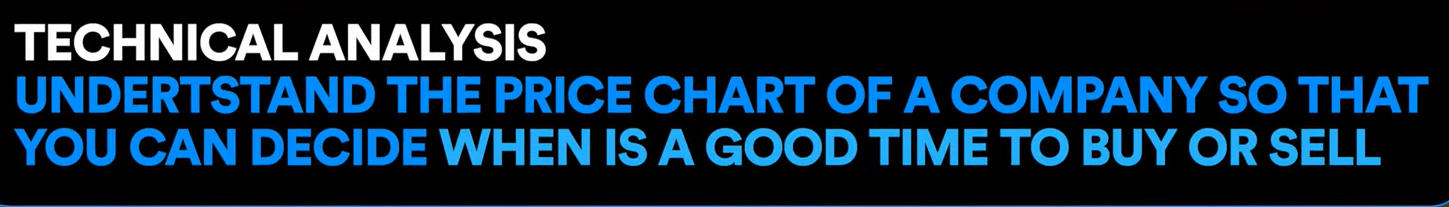 TECHNICAL ANALYSIS
UNDERTSTAND THE PRICE CHART OF A COMPANY SO THAT
YOU CAN DECIDE WHEN IS A GOOD TIME TO BUY OR SELL